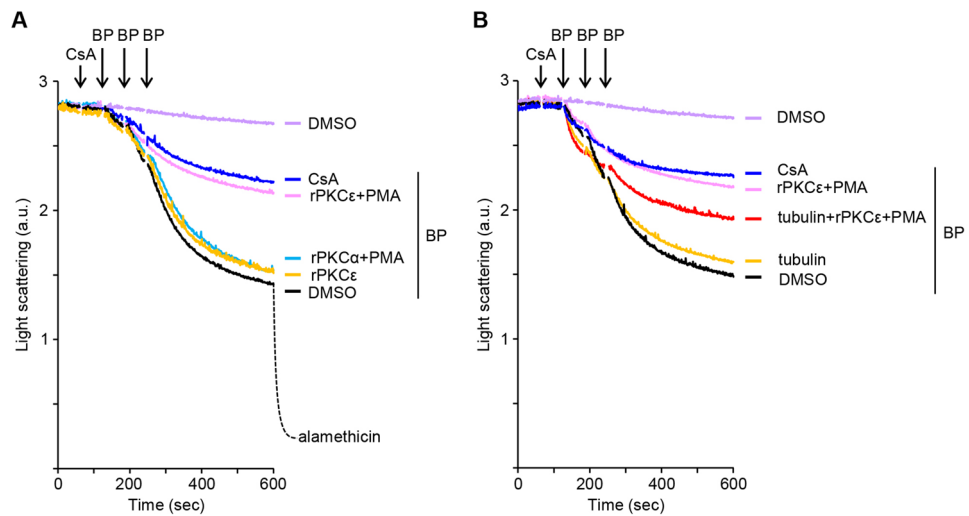 A
BP BP BP
CsA
3
2
1
0
Light scattering (a.u.)
0 200 400 600
Time (sec)
DMSO
CsA
rPKCε+PMA
rPKCα+PMA
rPKCε
DMSO
BP
alamethicin
B
BP BP BP
CsA
3
2
1
0
Light scattering (a.u.)
0 200 400 600
Time (sec)
DMSO
CsA
rPKCε+PMA
tubulin+rPKCε+PMA
tubulin
DMSO
BP